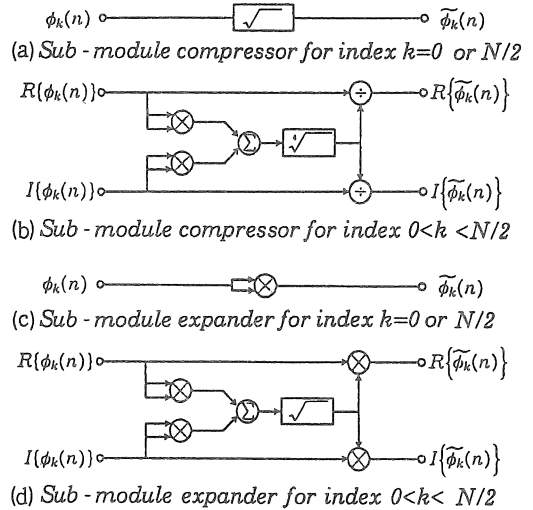 ϕₖ(n) √ ϕ̃ₖ(n)
(a) Sub - module compressor for index k=0 or N/2
R{ϕₖ(n)} ÷ R{ϕ̃ₖ(n)}
×
Σ ∜
×
I{ϕₖ(n)} ÷ I{ϕ̃ₖ(n)}
(b) Sub - module compressor for index 0<k <N/2
ϕₖ(n) × ϕ̃ₖ(n)
(c) Sub - module expander for index k=0 or N/2
R{ϕₖ(n)} × R{ϕ̃ₖ(n)}
×
Σ √
×
I{ϕₖ(n)} × I{ϕ̃ₖ(n)}
(d) Sub - module expander for index 0<k< N/2